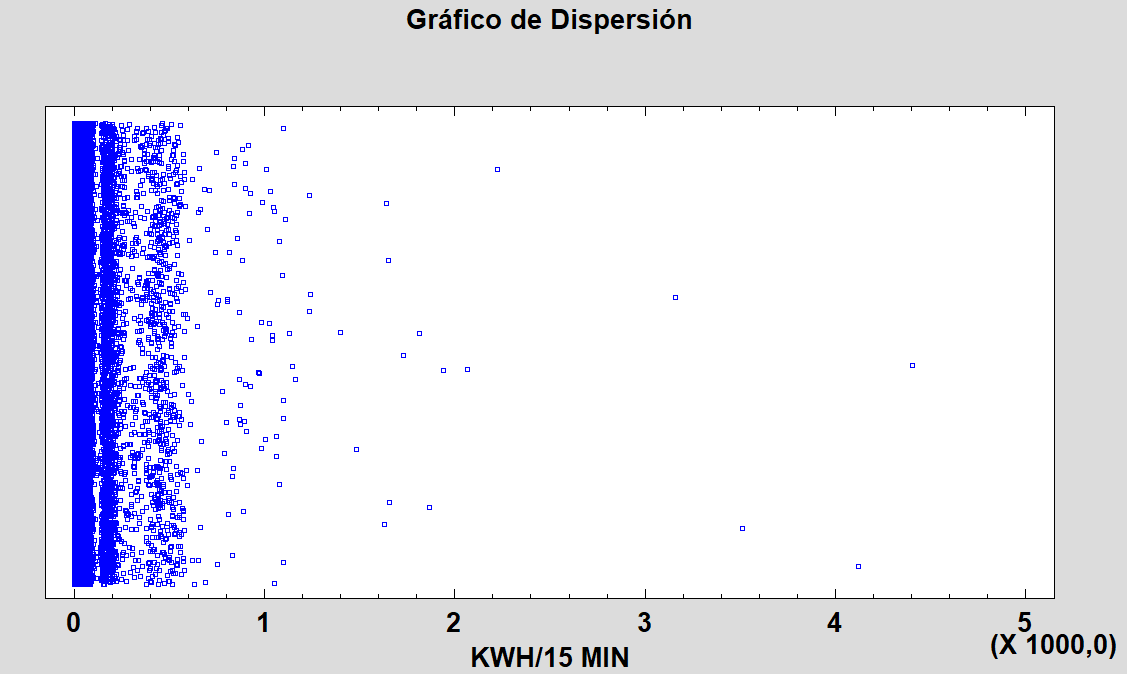 Gráfico de Dispersión
0 1 2 3 4 5
(X 1000,0)
KWH/15 MIN